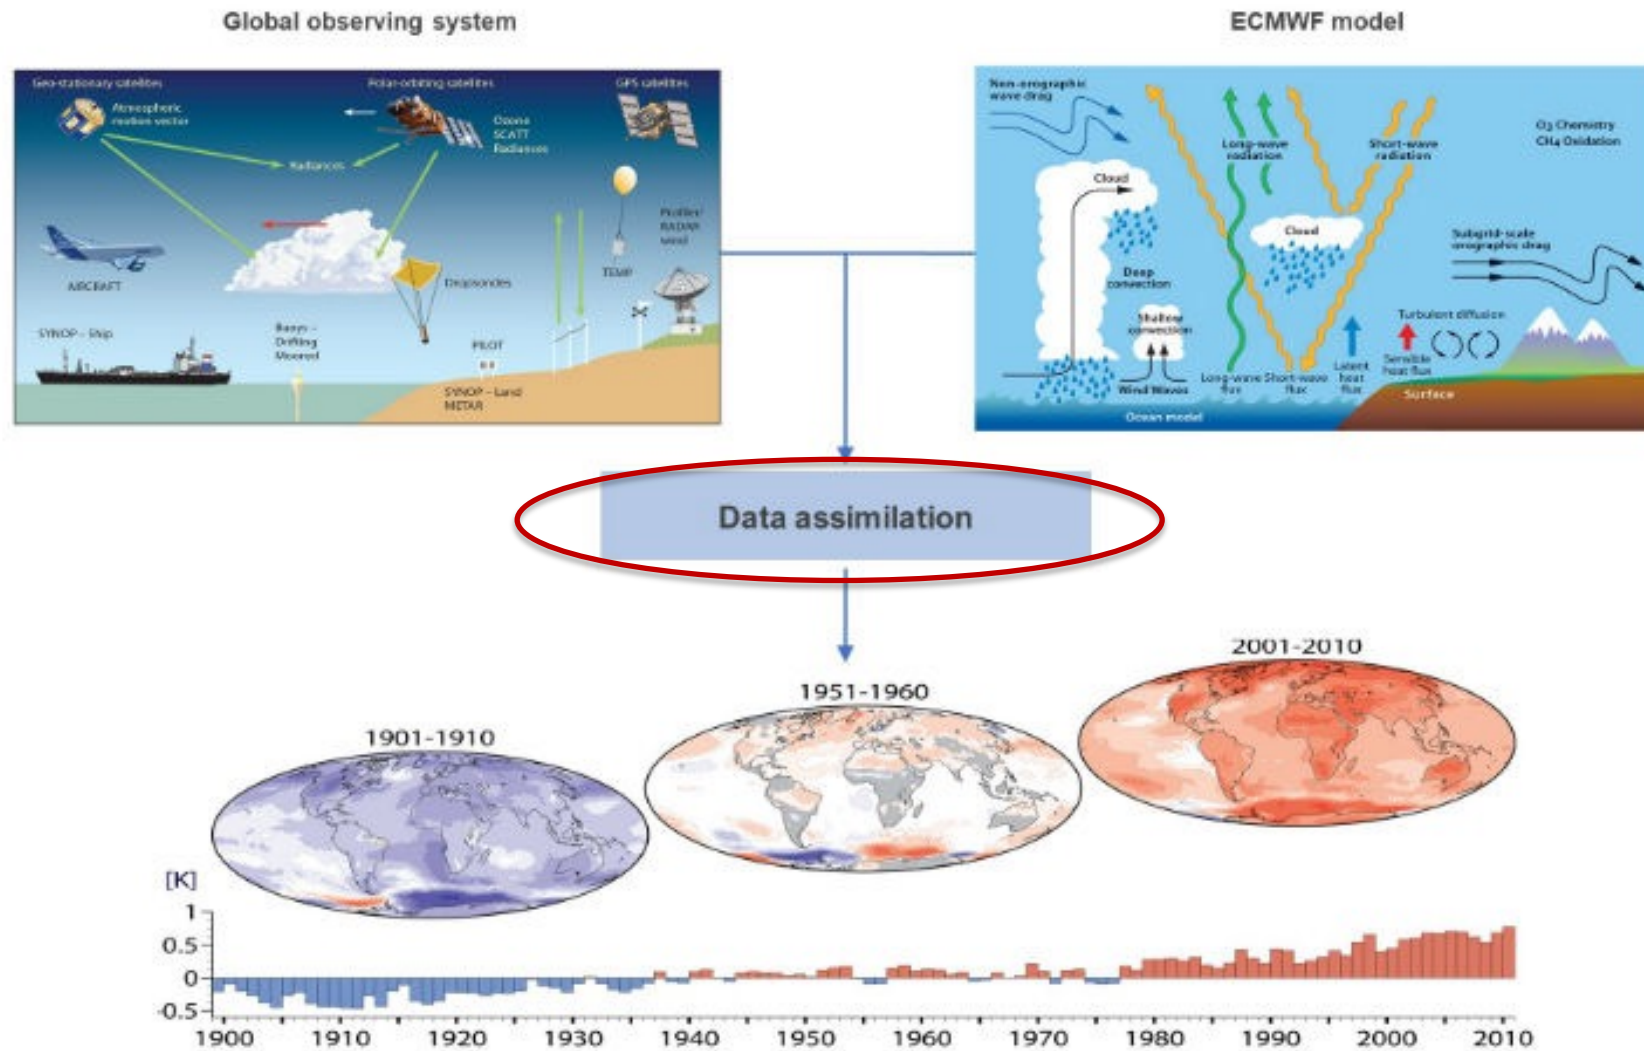 Global observing system
ECMWF model
Geo-stationary satellites
Polar-orbiting satellites
GPS satellites
Atmospheric
motion vector
Ozone
SCATT
Radiances
Radiances
Profiler/
RADAR
wind
TEMP
AIRCRAFT
Dropsondes
SYNOP – Ship
Buoys –
Drifting
Moored
PILOT
SYNOP – Land
METAR
Non-orographic
wave drag
Long-wave
radiation
Short-wave
radiation
O3 Chemistry
CH4 Oxidation
Cloud
Cloud
Subgrid-scale
orographic drag
Deep
convection
Shallow
convection
Turbulent diffusion
Latent
heat
flux
Sensible
heat flux
Long-wave
flux
Short-wave
flux
Wind Waves
Surface
Ocean model
Data assimilation
1901-1910
1951-1960
2001-2010
[K]
1
0.5
0
-0.5
1900 1910 1920 1930 1940 1950 1960 1970 1980 1990 2000 2010